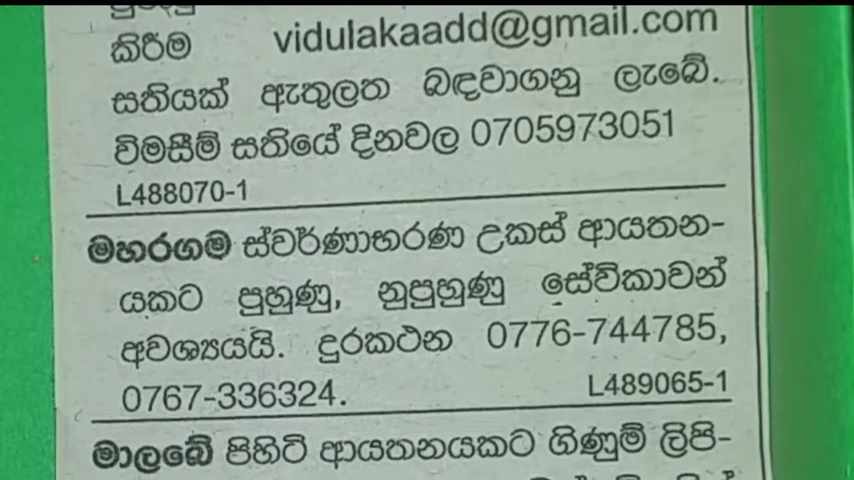 කිරීම vidulakaadd@gmail.com
සතියක් ඇතුලත බඳවාගනු ලැබේ.
විමසීම් සතියේ දිනවල 0705973051
L488070-1
මහරගම ස්වර්ණාභරණ උකස් ආයතන-
යකට පුහුණු, නුපුහුණු සේවිකාවන්
අවශ්‍යයයි. දුරකථන 0776-744785,
0767-336324. L489065-1
මාලබේ පිහිටි ආයතනයකට ගිණුම් ලිපි-